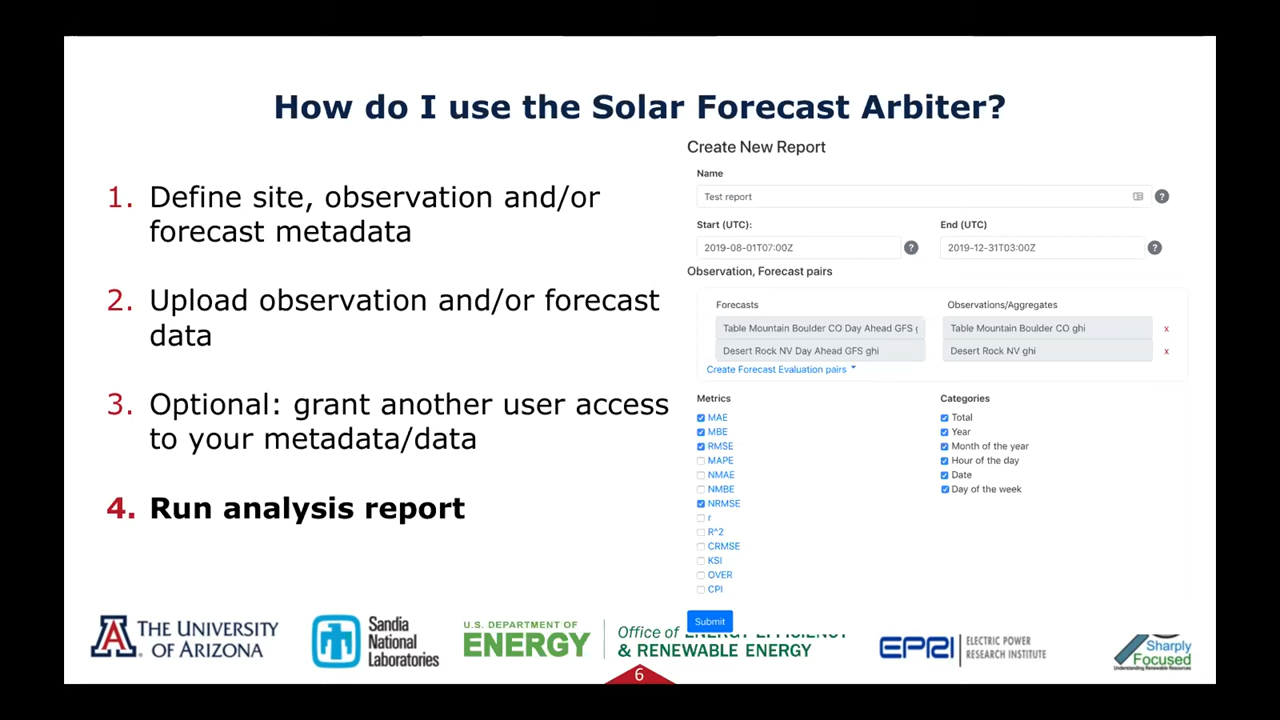 How do I use the Solar Forecast Arbiter?
1. Define site, observation and/or
forecast metadata
2. Upload observation and/or forecast
data
3. Optional: grant another user access
to your metadata/data
4. Run analysis report
Create New Report
Name
Test report
?
Start (UTC):
End (UTC)
2019-08-01T07:00Z
?
2019-12-31T03:00Z
?
Observation, Forecast pairs
Forecasts
Observations/Aggregates
Table Mountain Boulder CO Day Ahead GFS
Table Mountain Boulder CO ghi
x
Desert Rock NV Day Ahead GFS ghi
Desert Rock NV ghi
x
Create Forecast Evaluation pairs
Metrics
MAE
MBE
RMSE
MAPE
NMAE
NMBE
NRMSE
r
R^2
CRMSE
KSI
OVER
CPI
Categories
Total
Year
Month of the year
Hour of the day
Date
Day of the week
Submit
A
THE UNIVERSITY
OF ARIZONA
Sandia
National
Laboratories
U.S. DEPARTMENT OF
ENERGY
Office of ENERGY EFFICIENCY
& RENEWABLE ENERGY
EPRI
ELECTRIC POWER
RESEARCH INSTITUTE
Sharply
Focused
Understanding Renewable Resources
6